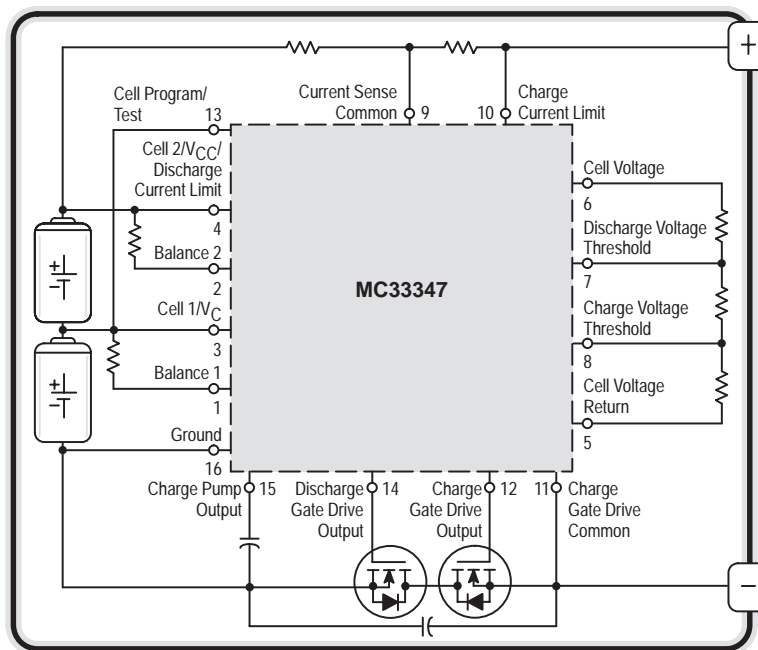 +
Cell Program/
Test 13
Current Sense
Common 9
Charge
10 Current Limit
Cell 2/VCC/
Discharge
Current Limit
4
Cell Voltage
6
Balance 2
2
Discharge Voltage
Threshold
7
MC33347
+
−
Cell 1/VC
3
Charge Voltage
Threshold
8
+
−
Balance 1
1
Cell Voltage
Return
5
Ground
16
Charge Pump 15
Output
Discharge 14
Gate Drive
Output
Charge 12
Gate Drive
Output
11 Charge
Gate Drive
Common
−